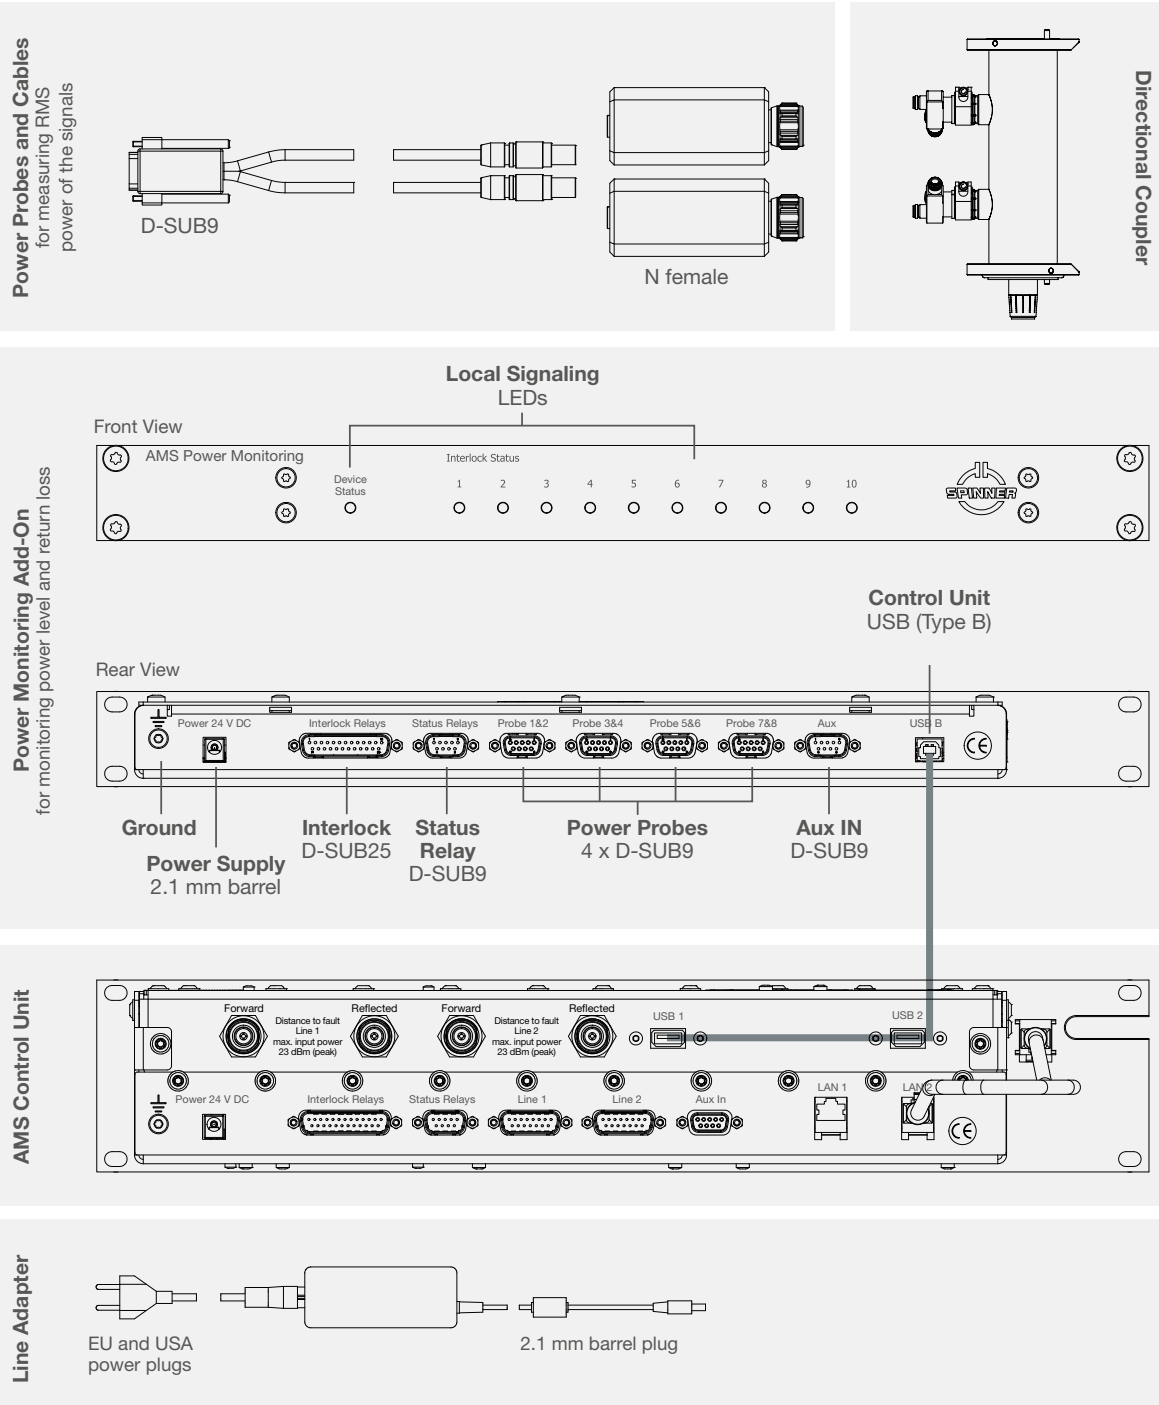 Power Probes and Cables
for measuring RMS
power of the signals
D-SUB9
N female
Directional Coupler
Power Monitoring Add-On
for monitoring power level and return loss
Local Signaling
LEDs
Front View
AMS Power Monitoring
Device
Status
Interlock Status
1 2 3 4 5 6 7 8 9 10
SPINNER
Control Unit
USB (Type B)
Rear View
Power 24 V DC
Interlock Relays
Status Relays
Probe 1&2
Probe 3&4
Probe 5&6
Probe 7&8
Aux
USB B
CE
Ground
Power Supply
2.1 mm barrel
Interlock
D-SUB25
Status
Relay
D-SUB9
Power Probes
4 x D-SUB9
Aux IN
D-SUB9
AMS Control Unit
Forward
Distance to fault
Line 1
max. input power
23 dBm (peak)
Reflected
Forward
Distance to fault
Line 2
max. input power
23 dBm (peak)
Reflected
USB 1
USB 2
Power 24 V DC
Interlock Relays
Status Relays
Line 1
Line 2
Aux In
LAN 1
LAN 2
CE
Line Adapter
EU and USA
power plugs
2.1 mm barrel plug